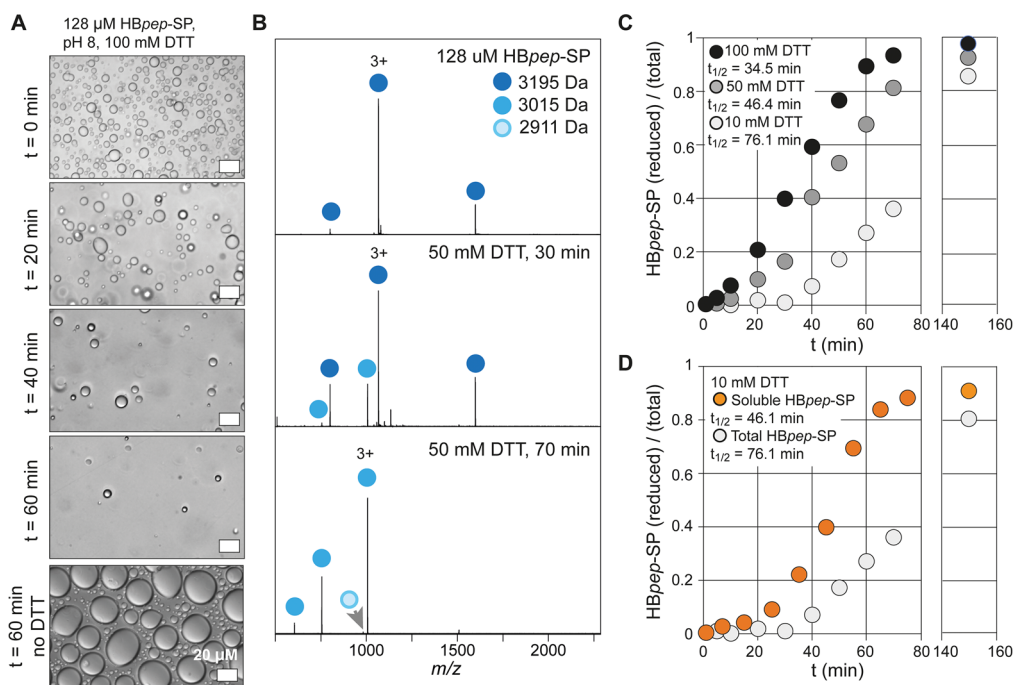 A
128 µM HBpep-SP,
pH 8, 100 mM DTT
t = 0 min
t = 20 min
t = 40 min
t = 60 min
t = 60 min
no DTT
20 µM
B
128 uM HBpep-SP
3+
3195 Da
3015 Da
2911 Da
50 mM DTT, 30 min
3+
50 mM DTT, 70 min
3+
1000
1500
2000
m/z
C
HBpep-SP (reduced) / (total)
1
0.8
0.6
0.4
0.2
0
100 mM DTT
t1/2 = 34.5 min
50 mM DTT
t1/2 = 46.4 min
10 mM DTT
t1/2 = 76.1 min
0
20
40
60
80
140
160
t (min)
D
HBpep-SP (reduced) / (total)
1
0.8
0.6
0.4
0.2
0
10 mM DTT
Soluble HBpep-SP
t1/2 = 46.1 min
Total HBpep-SP
t1/2 = 76.1 min
0
20
40
60
80
140
160
t (min)